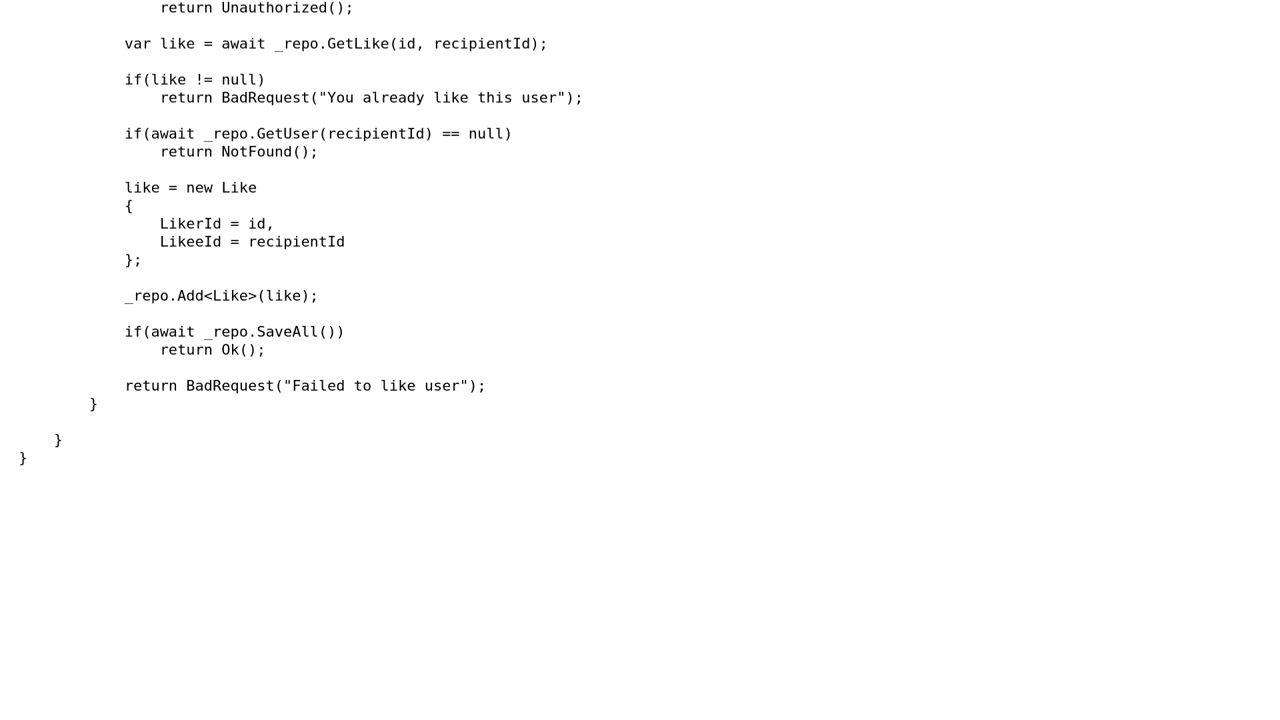 return Unauthorized();

            var like = await _repo.GetLike(id, recipientId);

            if(like != null)
                return BadRequest("You already like this user");

            if(await _repo.GetUser(recipientId) == null)
                return NotFound();

            like = new Like
            {
                LikerId = id,
                LikeeId = recipientId
            };

            _repo.Add<Like>(like);

            if(await _repo.SaveAll())
                return Ok();

            return BadRequest("Failed to like user");
        }

    }
}